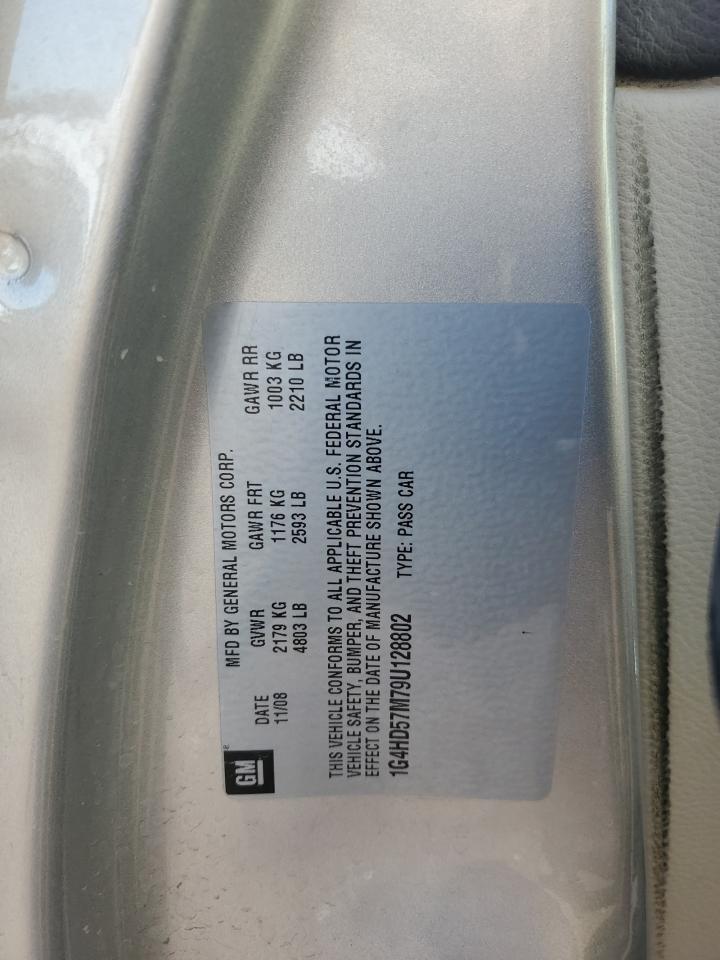 GM®
MFD BY GENERAL MOTORS CORP.
DATE GVWR GAWR FRT GAWR RR
11/08 2179 KG 1176 KG 1003 KG
4803 LB 2593 LB 2210 LB
THIS VEHICLE CONFORMS TO ALL APPLICABLE U.S. FEDERAL MOTOR
VEHICLE SAFETY, BUMPER, AND THEFT PREVENTION STANDARDS IN
EFFECT ON THE DATE OF MANUFACTURE SHOWN ABOVE.
1G4HD57M79U128802 TYPE: PASS CAR